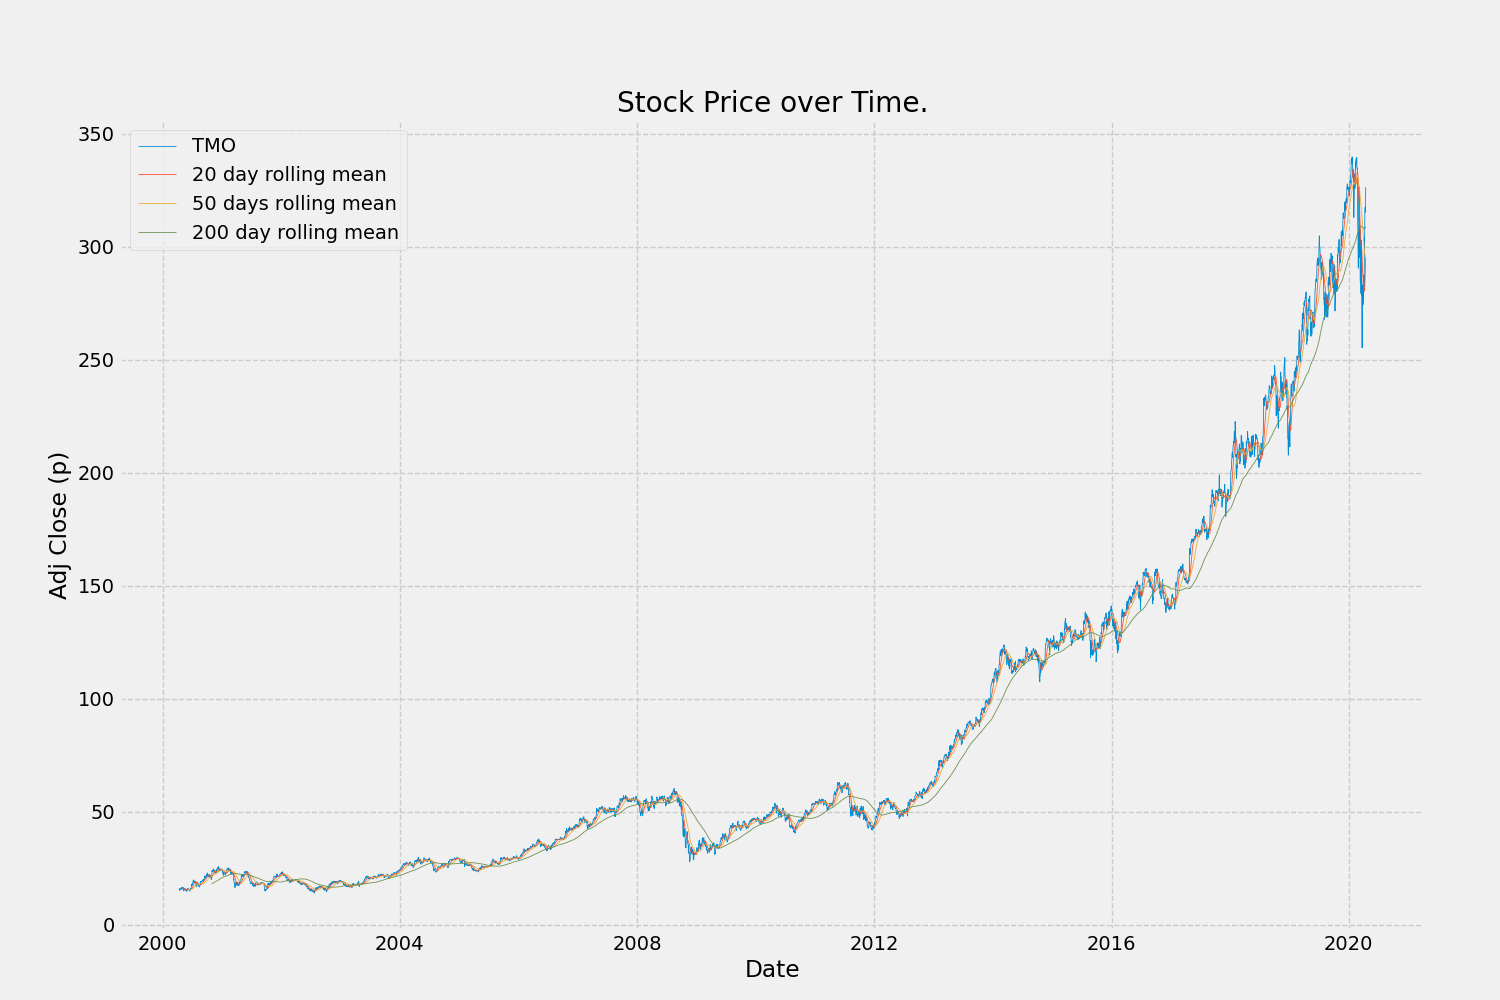 Stock Price over Time.
TMO
20 day rolling mean
50 days rolling mean
200 day rolling mean
Adj Close (p)
350
300
250
200
150
100
50
0
2000 2004 2008 2012 2016 2020
Date